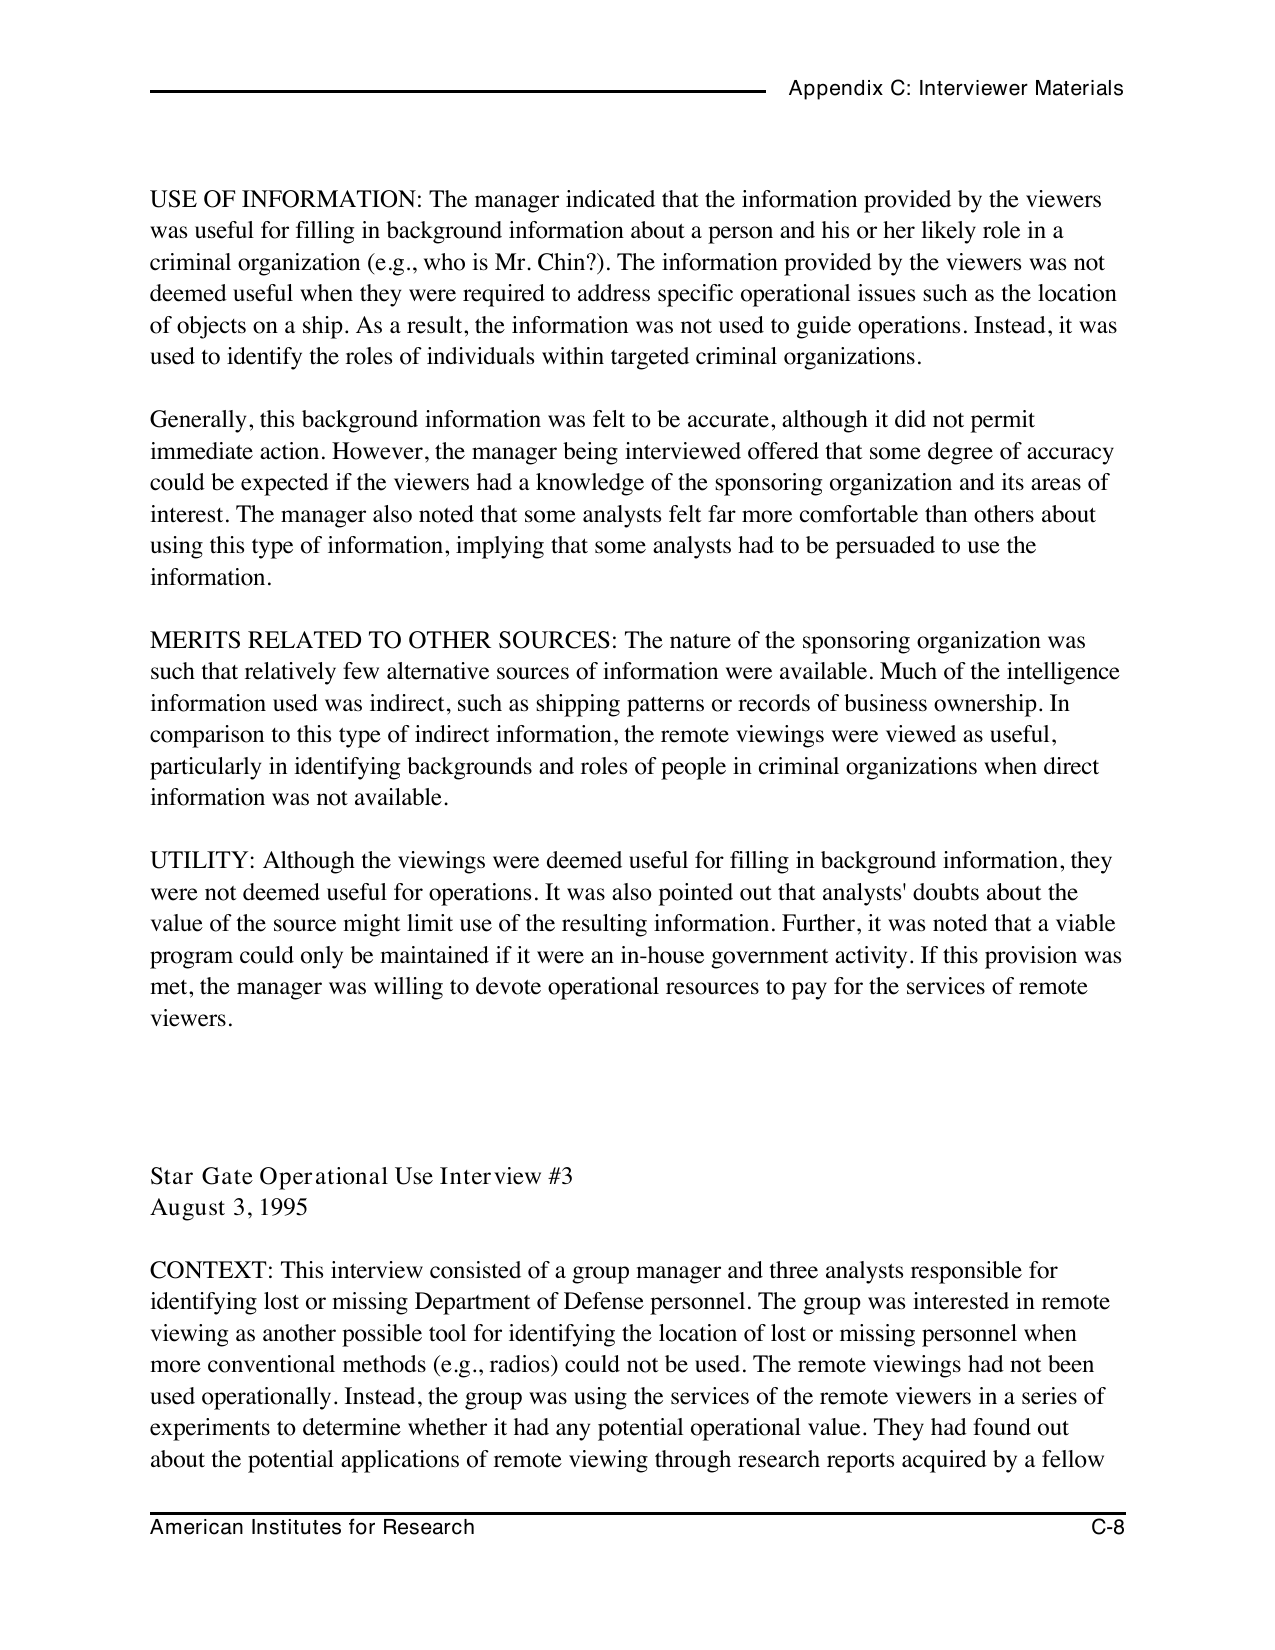 Appendix C: Interviewer Materials
USE OF INFORMATION: The manager indicated that the information provided by the viewers
was useful for filling in background information about a person and his or her likely role in a
criminal organization (e.g., who is Mr. Chin?). The information provided by the viewers was not
deemed useful when they were required to address specific operational issues such as the location
of objects on a ship. As a result, the information was not used to guide operations. Instead, it was
used to identify the roles of individuals within targeted criminal organizations.
Generally, this background information was felt to be accurate, although it did not permit
immediate action. However, the manager being interviewed offered that some degree of accuracy
could be expected if the viewers had a knowledge of the sponsoring organization and its areas of
interest. The manager also noted that some analysts felt far more comfortable than others about
using this type of information, implying that some analysts had to be persuaded to use the
information.
MERITS RELATED TO OTHER SOURCES: The nature of the sponsoring organization was
such that relatively few alternative sources of information were available. Much of the intelligence
information used was indirect, such as shipping patterns or records of business ownership. In
comparison to this type of indirect information, the remote viewings were viewed as useful,
particularly in identifying backgrounds and roles of people in criminal organizations when direct
information was not available.
UTILITY: Although the viewings were deemed useful for filling in background information, they
were not deemed useful for operations. It was also pointed out that analysts' doubts about the
value of the source might limit use of the resulting information. Further, it was noted that a viable
program could only be maintained if it were an in-house government activity. If this provision was
met, the manager was willing to devote operational resources to pay for the services of remote
viewers.
Star Gate Operational Use Interview #3
August 3, 1995
CONTEXT: This interview consisted of a group manager and three analysts responsible for
identifying lost or missing Department of Defense personnel. The group was interested in remote
viewing as another possible tool for identifying the location of lost or missing personnel when
more conventional methods (e.g., radios) could not be used. The remote viewings had not been
used operationally. Instead, the group was using the services of the remote viewers in a series of
experiments to determine whether it had any potential operational value. They had found out
about the potential applications of remote viewing through research reports acquired by a fellow
American Institutes for Research C-8